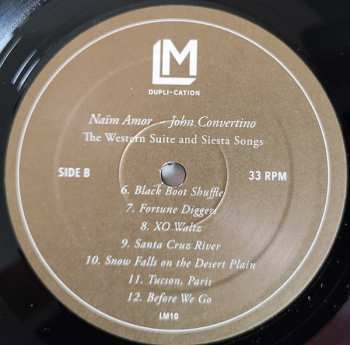 LM
DUPLI-CATION
Naïm Amor – John Convertino
The Western Suite and Siesta Songs
SIDE B
33 RPM
6. Black Boot Shuffle
7. Fortune Diggers
8. XO Waltz
9. Santa Cruz River
10. Snow Falls on the Desert Plain
11. Tucson, Paris
12. Before We Go
LM10